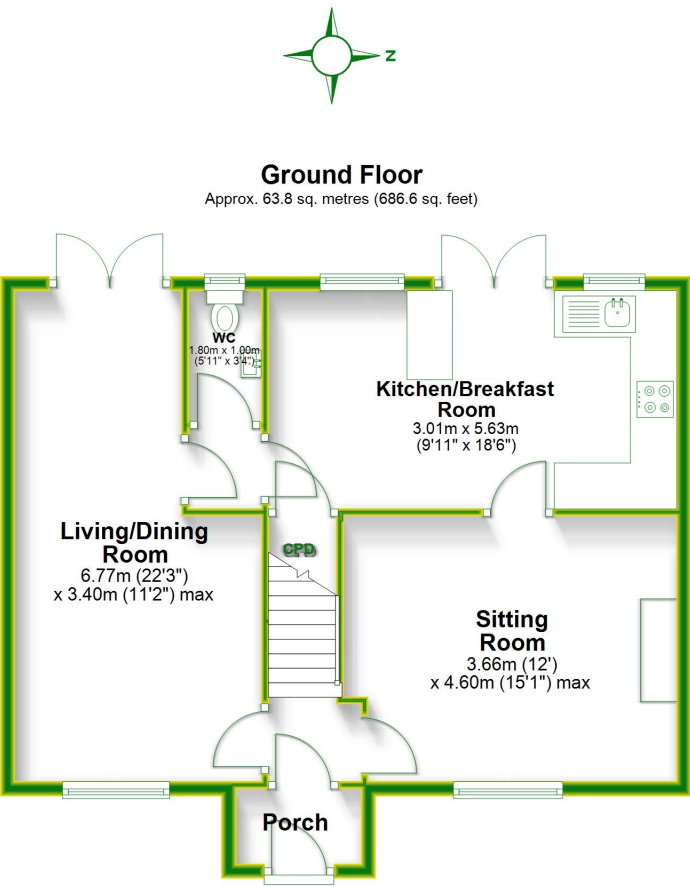 Z
Ground Floor
Approx. 63.8 sq. metres (686.6 sq. feet)
WC
1.80m x 1.00m
(5'11" x 3'4")
Kitchen/Breakfast
Room
3.01m x 5.63m
(9'11" x 18'6")
Living/Dining
Room
6.77m (22'3")
x 3.40m (11'2") max
CPD
Sitting
Room
3.66m (12')
x 4.60m (15'1") max
Porch